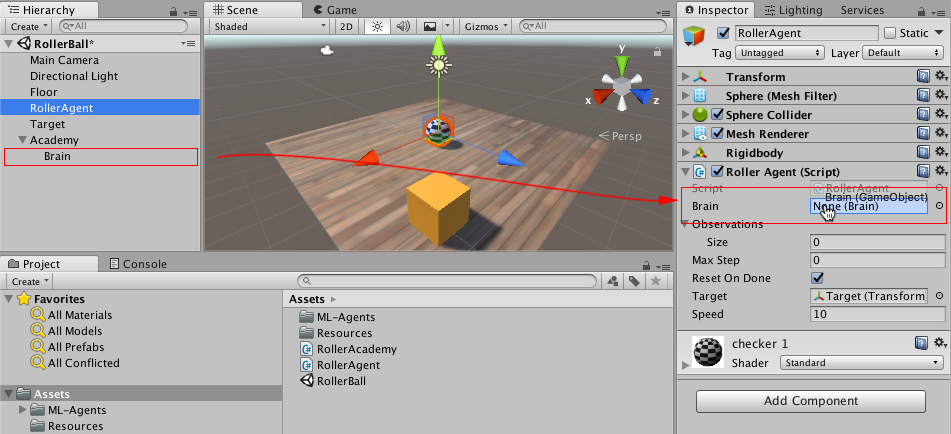 Hierarchy
Create
All
RollerBall*
Main Camera
Directional Light
Floor
RollerAgent
Target
Academy
Brain
Scene
Game
Shaded
2D
Gizmos
All
y
x
z
Persp
Project
Console
Create
Favorites
All Materials
All Models
All Prefabs
All Conflicted
Assets
ML-Agents
Resources
Assets
ML-Agents
Resources
RollerAcademy
RollerAgent
RollerBall
Inspector
Lighting
Services
RollerAgent
Static
Tag Untagged
Layer Default
Transform
Sphere (Mesh Filter)
Sphere Collider
Mesh Renderer
Rigidbody
Roller Agent (Script)
Script RollerAgent
Brain (GameObject)
Brain None (Brain)
Observations
Size 0
Max Step 0
Reset On Done
Target Target (Transform
Speed 10
checker 1
Shader Standard
Add Component